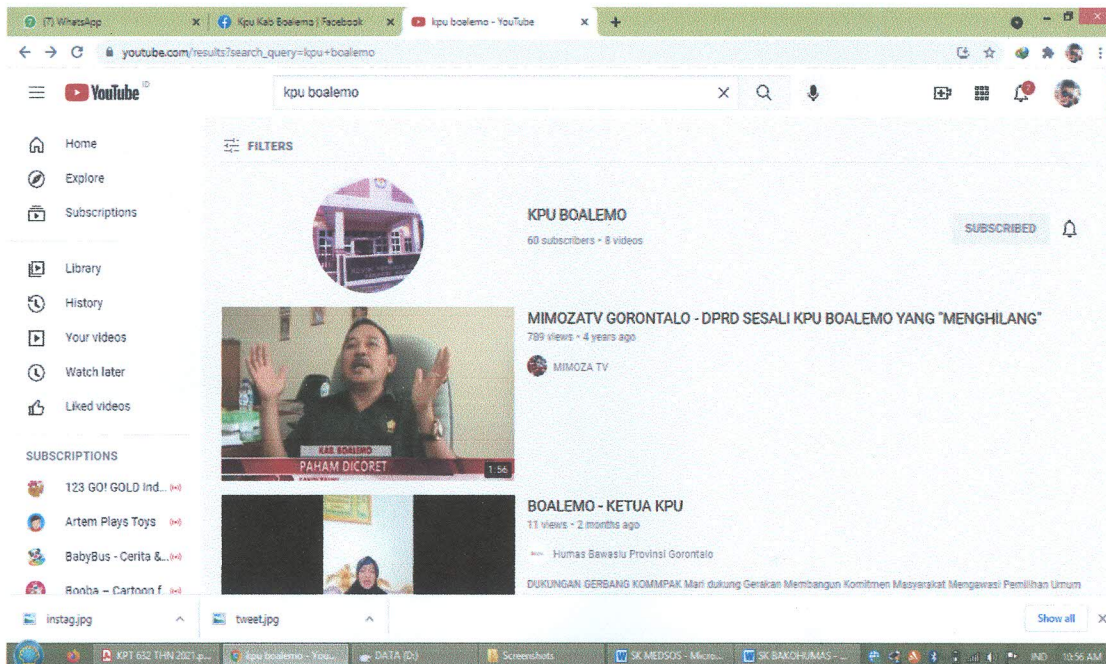 (7) WhatsApp
Kpu Kab Boalemo | Facebook
kpu boalemo - YouTube
youtube.com/results?search_query=kpu+boalemo
YouTube ID
kpu boalemo
7
Home
Explore
Subscriptions
Library
History
Your videos
Watch later
Liked videos
SUBSCRIPTIONS
123 GO! GOLD Ind...
Artem Plays Toys
BabyBus - Cerita &...
Booba – Cartoon f...
FILTERS
KPU BOALEMO
60 subscribers • 8 videos
SUBSCRIBED
KAB. BOALEMO
PAHAM DICORET
1:56
MIMOZATV GORONTALO - DPRD SESALI KPU BOALEMO YANG "MENGHILANG"
789 views • 4 years ago
MIMOZA TV
BOALEMO - KETUA KPU
11 views • 2 months ago
Humas Bawaslu Provinsi Gorontalo
DUKUNGAN GERBANG KOMMPAK Mari dukung Gerakan Membangun Komitmen Masyarakat Mengawasi Pemilihan Umum
instag.jpg
tweet.jpg
Show all
KPT 632 THN 2021.p...
kpu boalemo - You...
DATA (D:)
Screenshots
SK MEDSOS - Micro...
SK BAKOHUMAS - ...
IND
10:56 AM